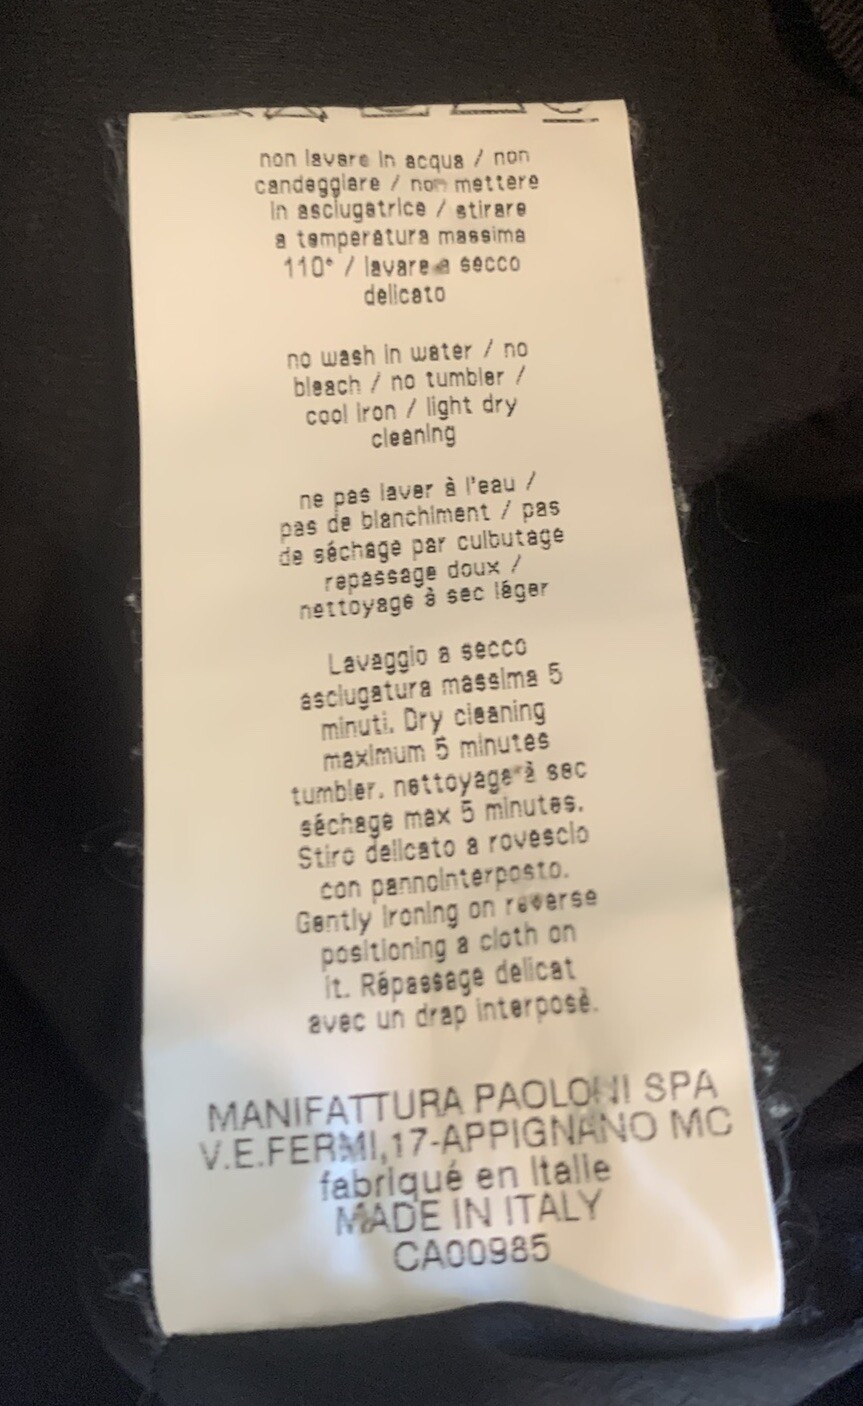 non lavare in acqua / non
candeggiare / non mettere
in asciugatrice / stirare
a temperatura massima
110° / lavare a secco
delicato
no wash in water / no
bleach / no tumbler /
cool iron / light dry
cleaning
ne pas laver à l'eau /
pas de blanchiment / pas
de séchage par culbutage
repassage doux /
nettoyage à sec léger
Lavaggio a secco
asciugatura massima 5
minuti. Dry cleaning
maximum 5 minutes
tumbler. nettoyage à sec
séchage max 5 minutes.
Stiro delicato a rovescio
con pannointerposto.
Gently ironing on reverse
positioning a cloth on
it. Répassage delicat
avec un drap interposè.
MANIFATTURA PAOLONI SPA
V.E.FERMI,17-APPIGNANO MC
fabriqué en Italie
MADE IN ITALY
CA00985